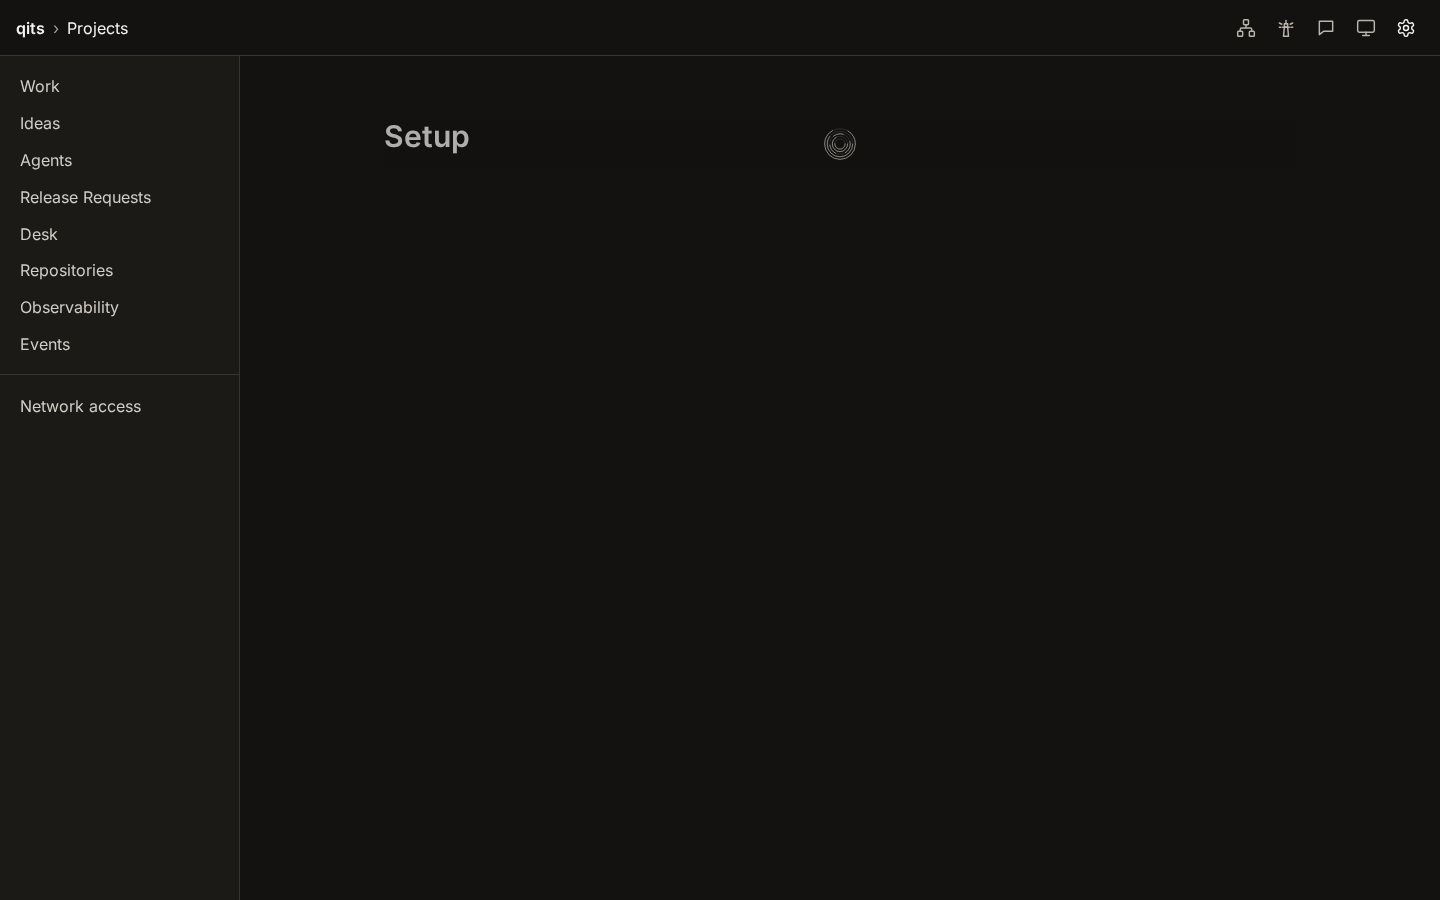 qits › Projects
Work
Ideas
Agents
Release Requests
Desk
Repositories
Observability
Events
Network access
Setup